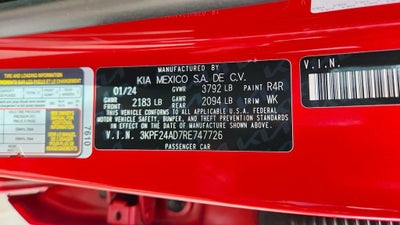 MANUFACTURED BY
KIA MEXICO S.A. DE C.V.
01/24 GVWR 3792 LB PAINT R4R
GAWR 2183 LB GAWR 2094 LB TRIM WK
THIS VEHICLE CONFORMS TO ALL APPLICABLE U.S.A. FEDERAL
MOTOR VEHICLE SAFETY, BUMPER, AND THEFT PREVENTION STANDARDS
IN EFFECT ON THE DATE OF MANUFACTURE SHOWN ABOVE.
V.I.N. 3KPF24AD7RE747726
PASSENGER CAR
V.I.N.
TIRE AND LOADING INFORMATION
7610